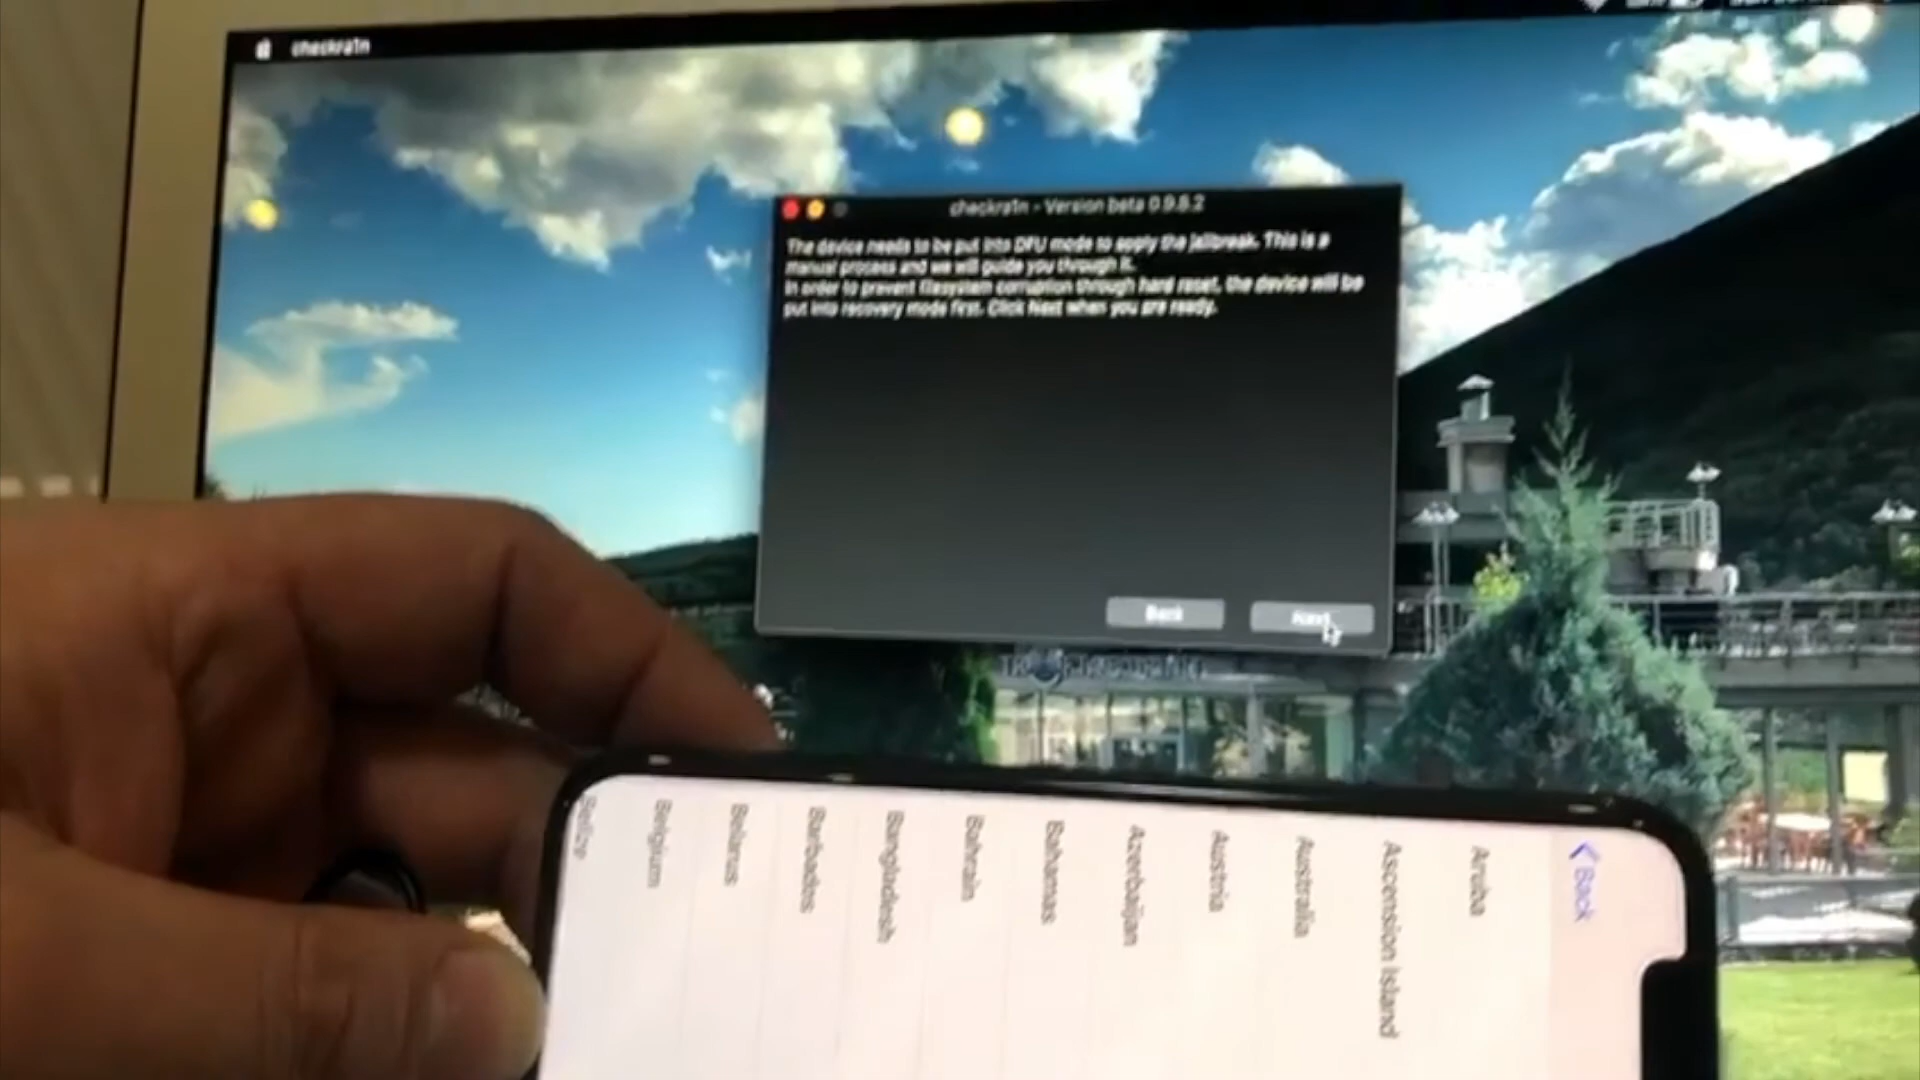 checkra1n
checkra1n - Version beta 0.9.8.2
The device needs to be put into DFU mode to apply the jailbreak. This is a
manual process and we will guide you through it.
In order to prevent filesystem corruption through hard reset, the device will be
put into recovery mode first. Click Next when you are ready.
Back
Next
Back
Aruba
Ascension Island
Australia
Austria
Azerbaijan
Bahamas
Bahrain
Bangladesh
Barbados
Belarus
Belgium
Belize